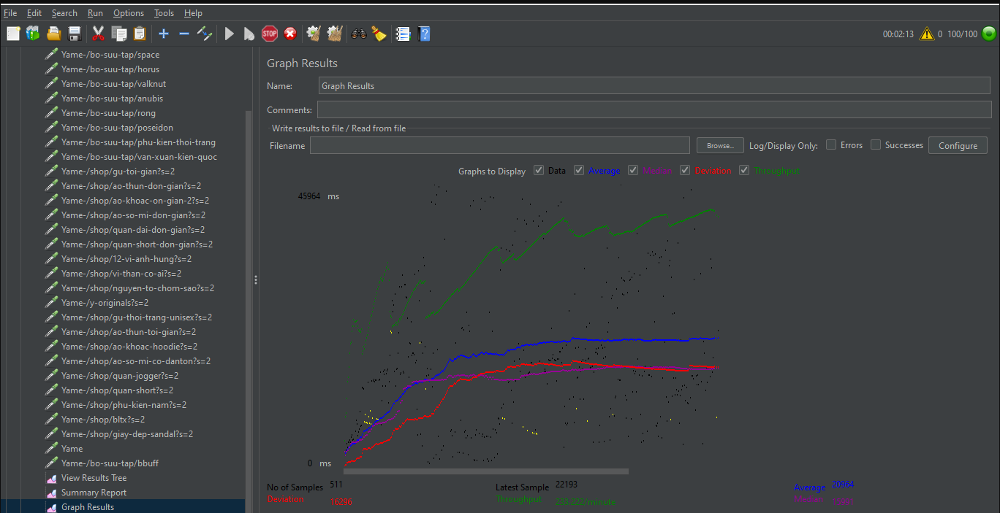 File Edit Search Run Options Tools Help
STOP 00:02:13 0 100/100
Yame-/bo-suu-tap/space
Yame-/bo-suu-tap/horus
Yame-/bo-suu-tap/valknut
Yame-/bo-suu-tap/anubis
Yame-/bo-suu-tap/rong
Yame-/bo-suu-tap/poseidon
Yame-/bo-suu-tap/phu-kien-thoi-trang
Yame-/bo-suu-tap/van-xuan-kien-quoc
Yame-/shop/gu-toi-gian?s=2
Yame-/shop/ao-thun-don-gian?s=2
Yame-/shop/ao-khoac-on-gian-2?s=2
Yame-/shop/ao-so-mi-don-gian?s=2
Yame-/shop/quan-dai-don-gian?s=2
Yame-/shop/quan-short-don-gian?s=2
Yame-/shop/12-vi-anh-hung?s=2
Yame-/shop/vi-than-co-ai?s=2
Yame-/shop/nguyen-to-chom-sao?s=2
Yame-/y-originals?s=2
Yame-/shop/gu-thoi-trang-unisex?s=2
Yame-/shop/ao-thun-toi-gian?s=2
Yame-/shop/ao-khoac-hoodie?s=2
Yame-/shop/ao-so-mi-co-danton?s=2
Yame-/shop/quan-jogger?s=2
Yame-/shop/quan-short?s=2
Yame-/shop/phu-kien-nam?s=2
Yame-/shop/bltx?s=2
Yame-/shop/giay-dep-sandal?s=2
Yame
Yame-/bo-suu-tap/bbuff
View Results Tree
Summary Report
Graph Results
Graph Results
Name: Graph Results
Comments:
Write results to file / Read from file
Filename Browse... Log/Display Only: Errors Successes Configure
Graphs to Display Data Average Median Deviation Throughput
45964 ms
0 ms
No of Samples 511 Latest Sample 22193 Average 20964
Deviation 16296 Throughput 233.222/minute Median